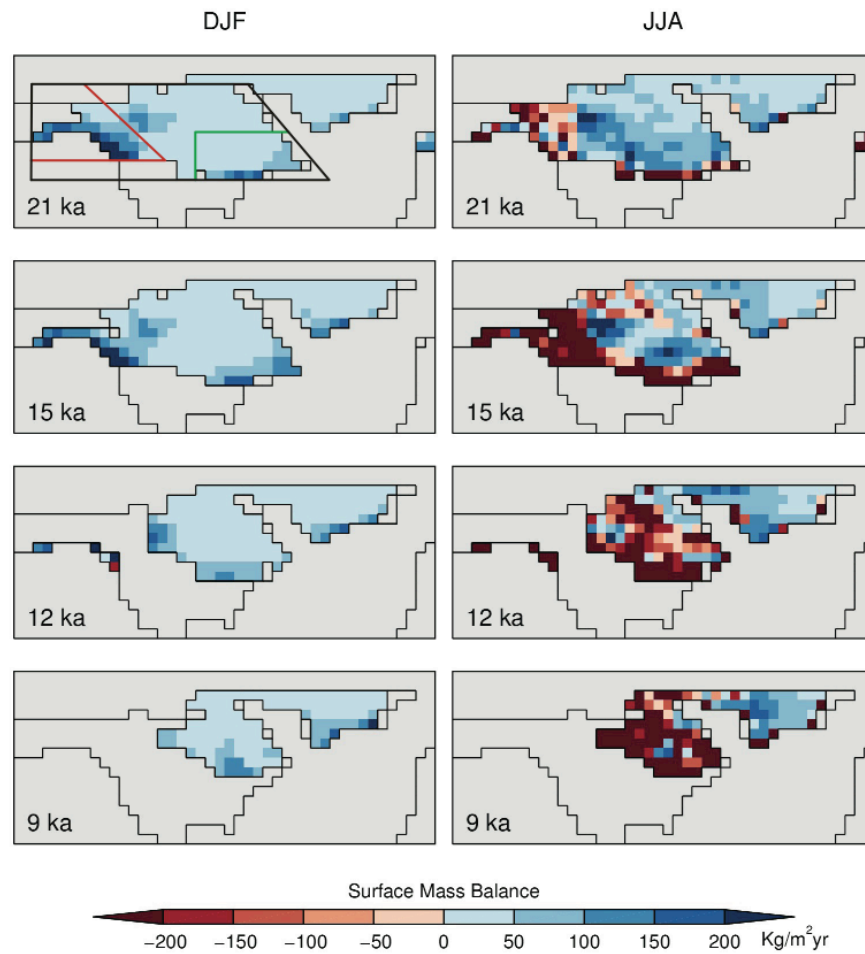 DJF JJA
21 ka 21 ka
15 ka 15 ka
12 ka 12 ka
9 ka 9 ka
Surface Mass Balance
−200 −150 −100 −50 0 50 100 150 200 Kg/m²yr